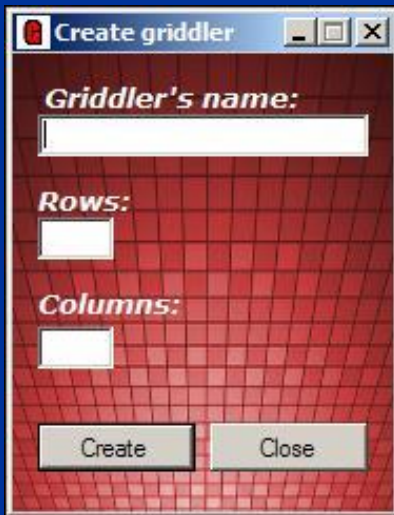 Create griddler
Griddler's name:
Rows:
Columns:
Create Close